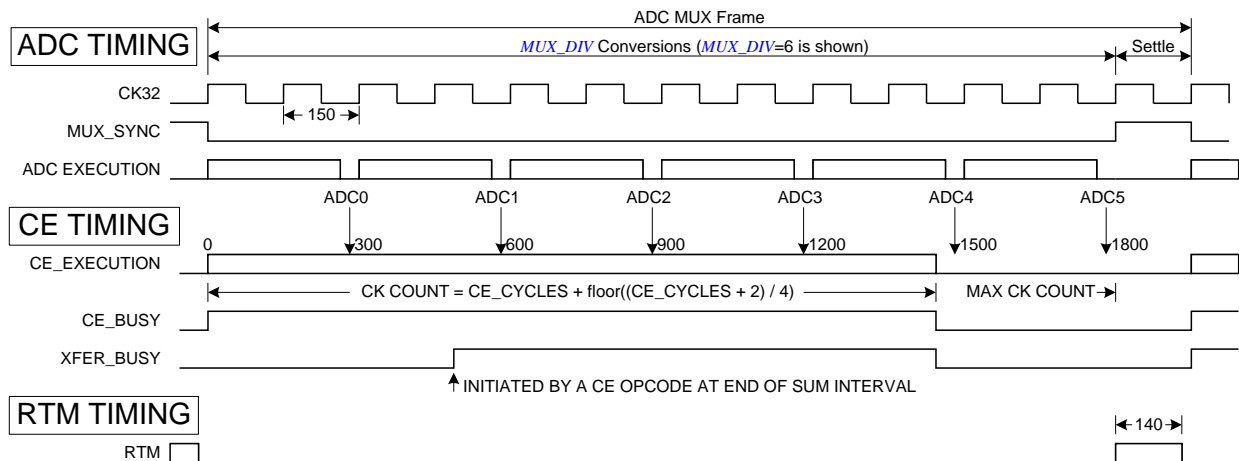 ADC MUX Frame
ADC TIMING
MUX_DIV Conversions (MUX_DIV=6 is shown)
Settle
CK32
150
MUX_SYNC
ADC EXECUTION
ADC0 ADC1 ADC2 ADC3 ADC4 ADC5
CE TIMING
0 300 600 900 1200 1500 1800
CE_EXECUTION
CK COUNT = CE_CYCLES + floor((CE_CYCLES + 2) / 4)
MAX CK COUNT
CE_BUSY
XFER_BUSY
INITIATED BY A CE OPCODE AT END OF SUM INTERVAL
RTM TIMING
140
RTM